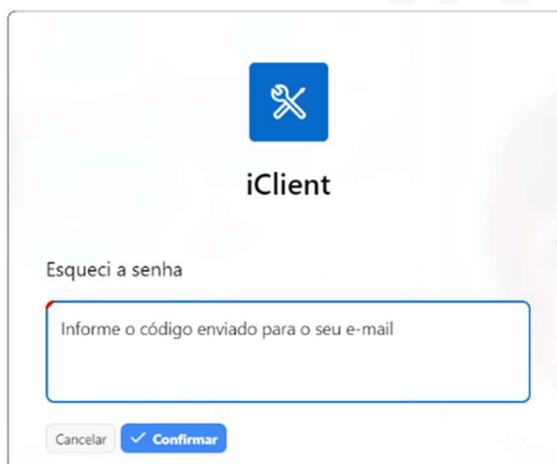 iClient
Esqueci a senha
Informe o código enviado para o seu e-mail
Cancelar
Confirmar